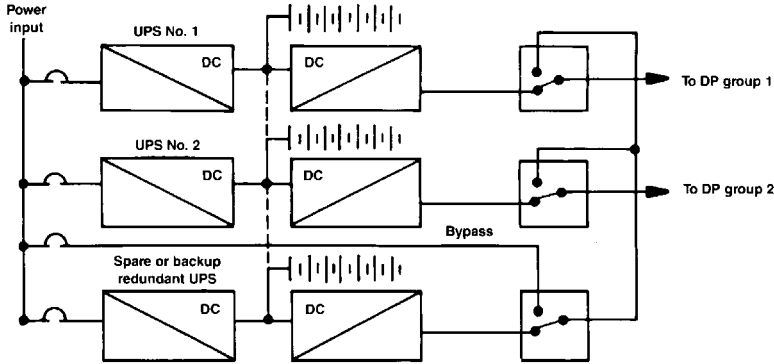 Power
input
UPS No. 1
DC
DC
To DP group 1
UPS No. 2
DC
DC
To DP group 2
Bypass
Spare or backup
redundant UPS
DC
DC